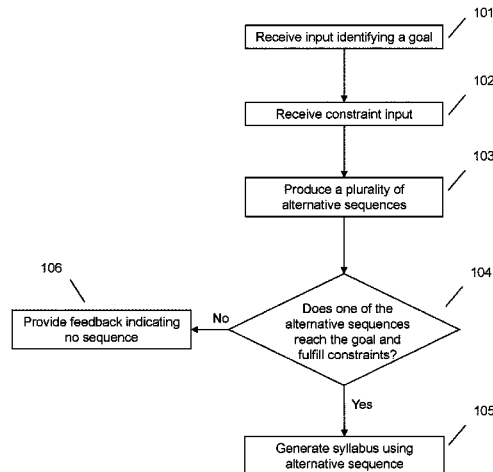 101
Receive input identifying a goal
102
Receive constraint input
103
Produce a plurality of
alternative sequences
104
Does one of the
alternative sequences
reach the goal and
fulfill constraints?
No
106
Provide feedback indicating
no sequence
Yes
105
Generate syllabus using
alternative sequence